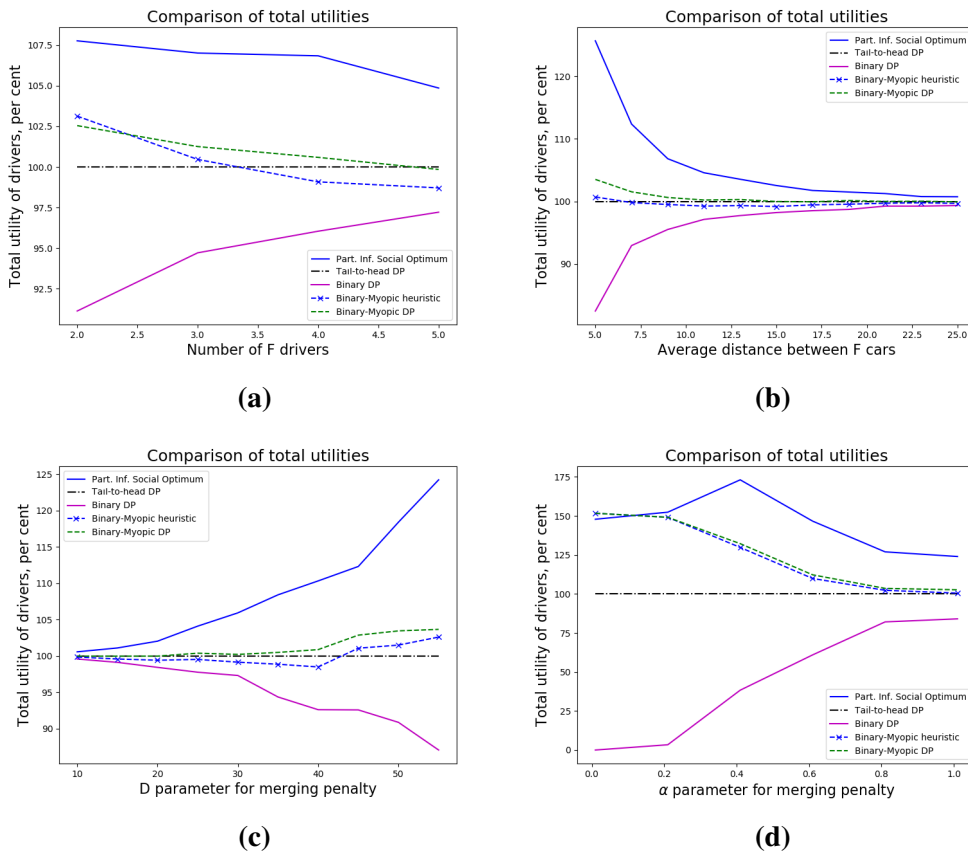 Comparison of total utilities
Total utility of drivers, per cent
107.5
105.0
102.5
100.0
97.5
95.0
92.5
Part. Inf. Social Optimum
Tail-to-head DP
Binary DP
Binary-Myopic heuristic
Binary-Myopic DP
2.0 2.5 3.0 3.5 4.0 4.5 5.0
Number of F drivers
(a)
Comparison of total utilities
Total utility of drivers, per cent
120
110
100
90
Part. Inf. Social Optimum
Tail-to-head DP
Binary DP
Binary-Myopic heuristic
Binary-Myopic DP
5.0 7.5 10.0 12.5 15.0 17.5 20.0 22.5 25.0
Average distance between F cars
(b)
Comparison of total utilities
Total utility of drivers, per cent
125
120
115
110
105
100
95
90
Part. Inf. Social Optimum
Tail-to-head DP
Binary DP
Binary-Myopic heuristic
Binary-Myopic DP
10 20 30 40 50
D parameter for merging penalty
(c)
Comparison of total utilities
Total utility of drivers, per cent
175
150
125
100
75
50
25
0
Part. Inf. Social Optimum
Tail-to-head DP
Binary DP
Binary-Myopic heuristic
Binary-Myopic DP
0.0 0.2 0.4 0.6 0.8 1.0
α parameter for merging penalty
(d)